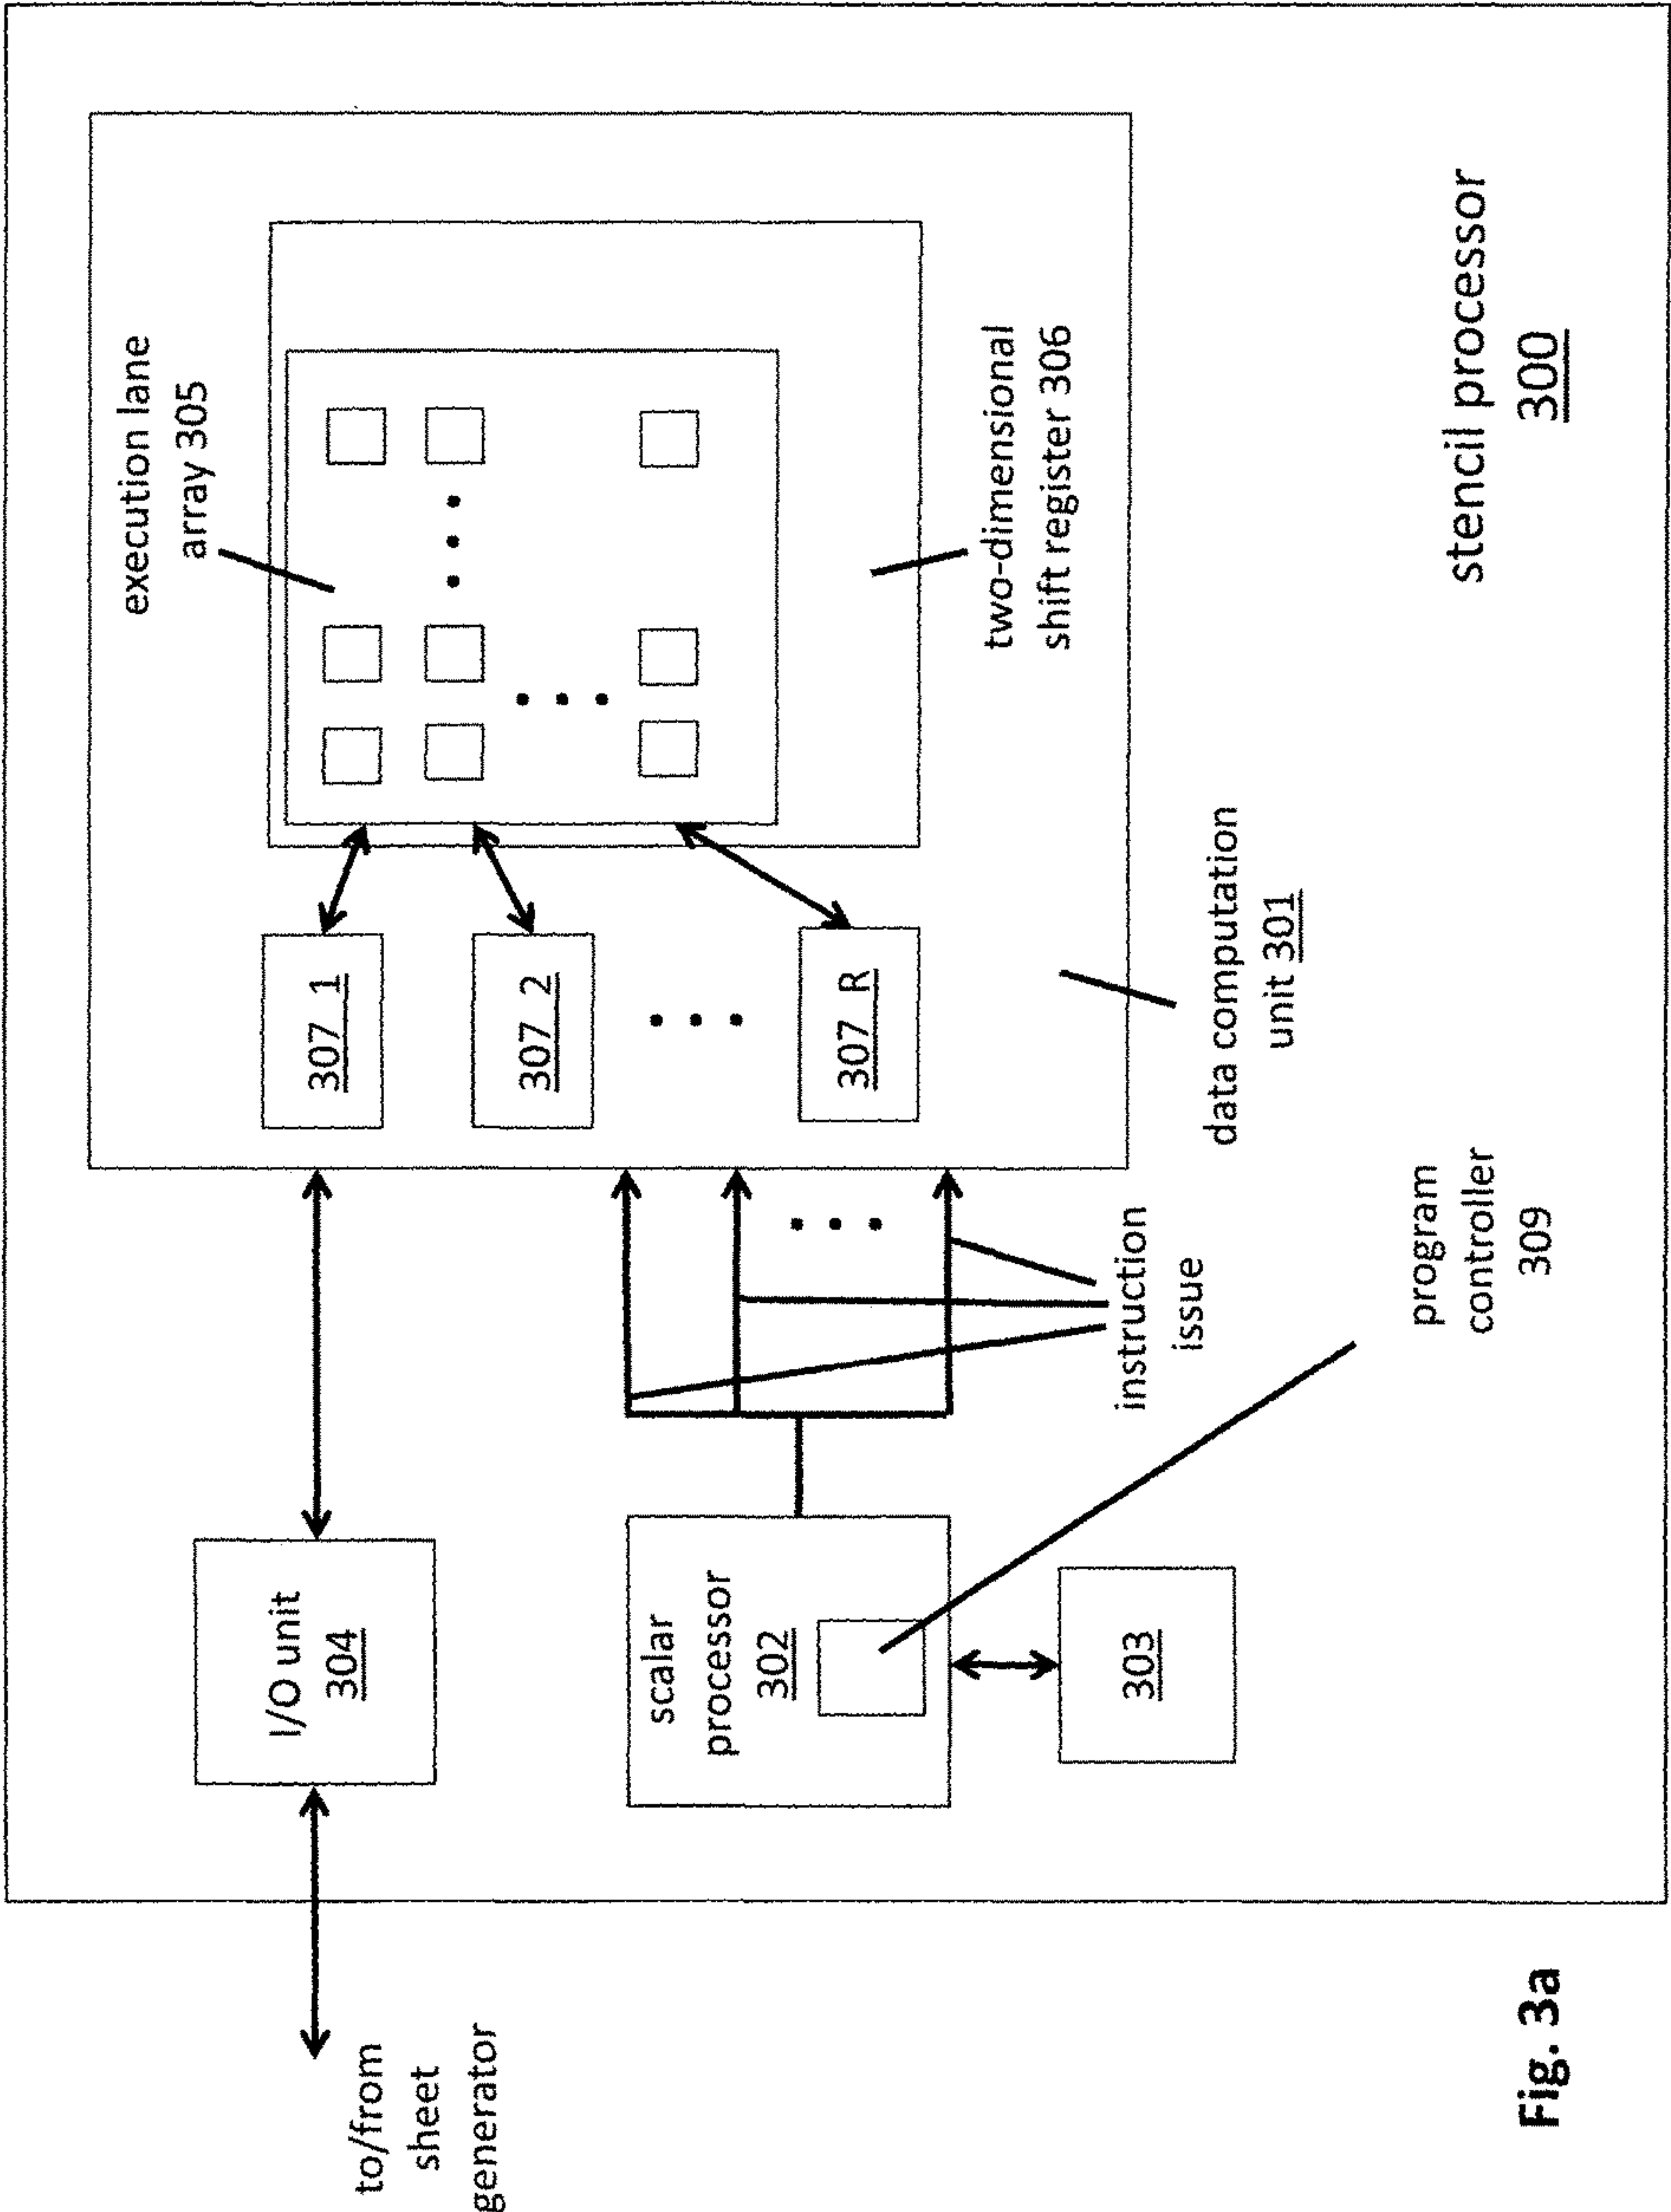 execution lane
array 305
307_1
307_2
307_R
two-dimensional
shift register 306
data computation
unit 301
to/from
sheet
generator
I/O unit
304
scalar
processor
302
303
instruction
issue
program
controller
309
stencil processor
300
Fig. 3a